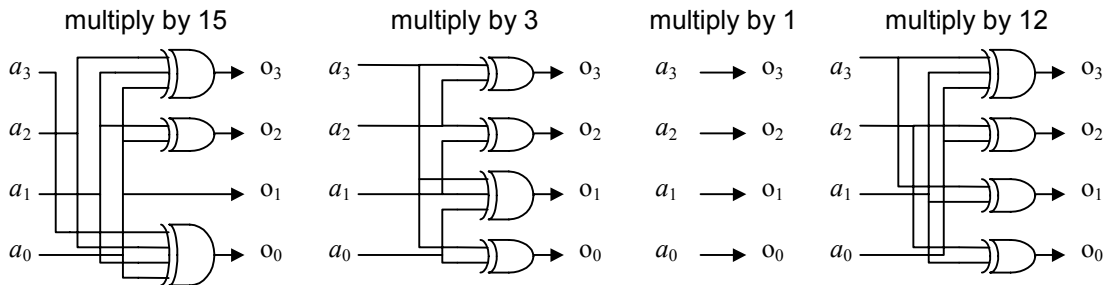 multiply by 15 multiply by 3 multiply by 1 multiply by 12
a₃ o₃ a₃ o₃ a₃ o₃ a₃ o₃
a₂ o₂ a₂ o₂ a₂ o₂ a₂ o₂
a₁ o₁ a₁ o₁ a₁ o₁ a₁ o₁
a₀ o₀ a₀ o₀ a₀ o₀ a₀ o₀